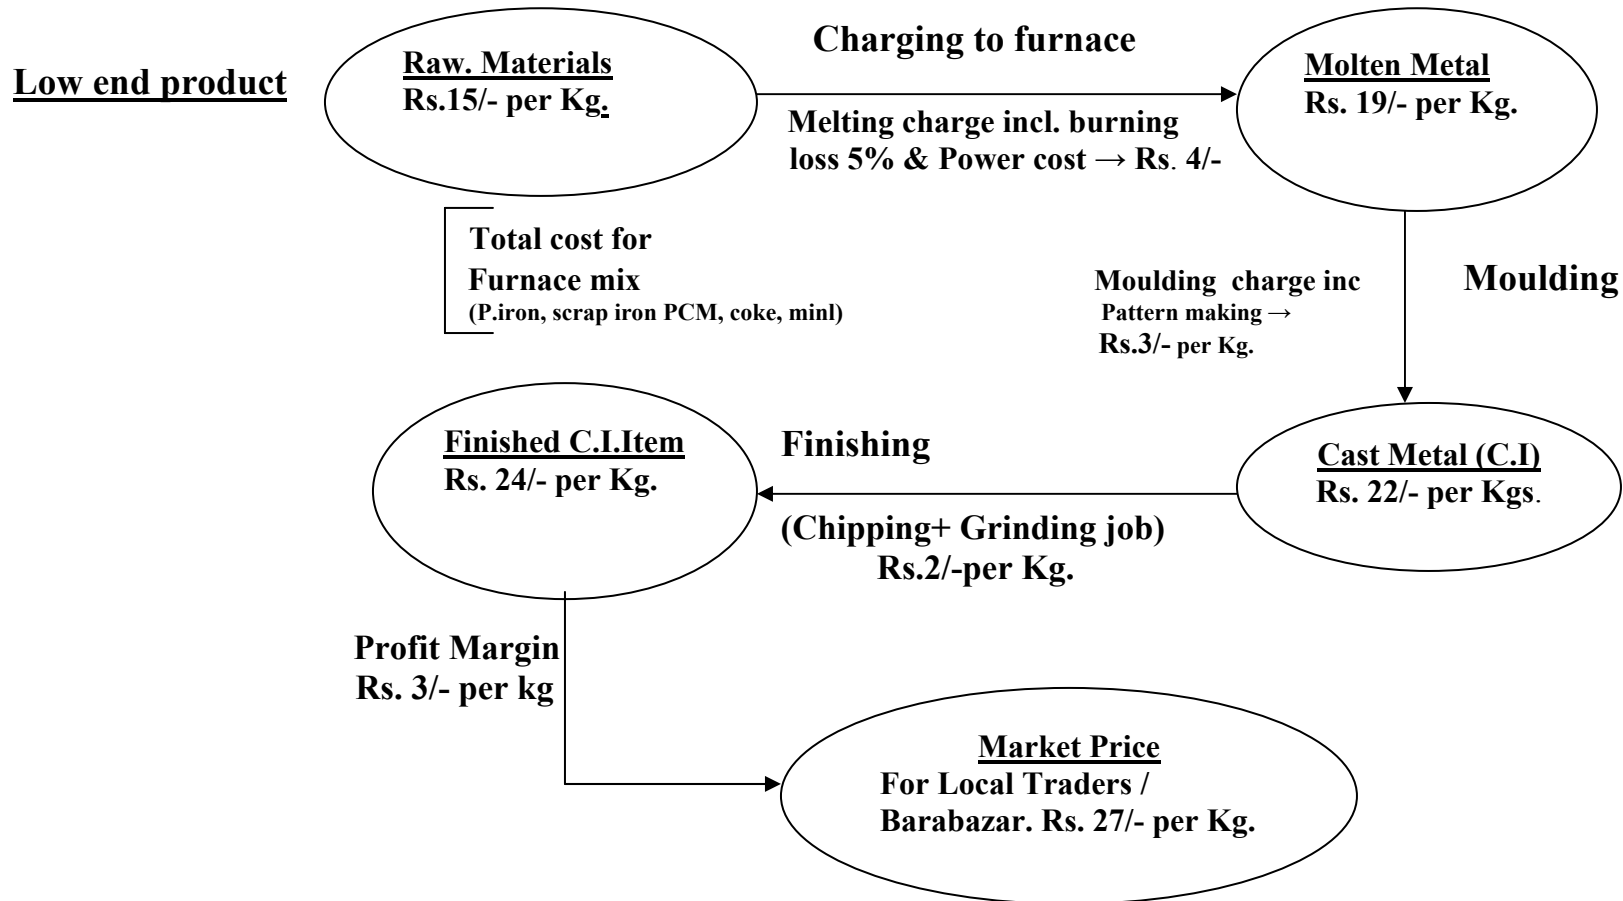 Low end product
Raw. Materials
Rs.15/- per Kg.
Charging to furnace
Melting charge incl. burning
loss 5% & Power cost → Rs. 4/-
Molten Metal
Rs. 19/- per Kg.
Total cost for
Furnace mix
(P.iron, scrap iron PCM, coke, minl)
Moulding charge inc
Pattern making →
Rs.3/- per Kg.
Moulding
Cast Metal (C.I)
Rs. 22/- per Kgs.
Finishing
(Chipping+ Grinding job)
Rs.2/-per Kg.
Finished C.I.Item
Rs. 24/- per Kg.
Profit Margin
Rs. 3/- per kg
Market Price
For Local Traders /
Barabazar. Rs. 27/- per Kg.